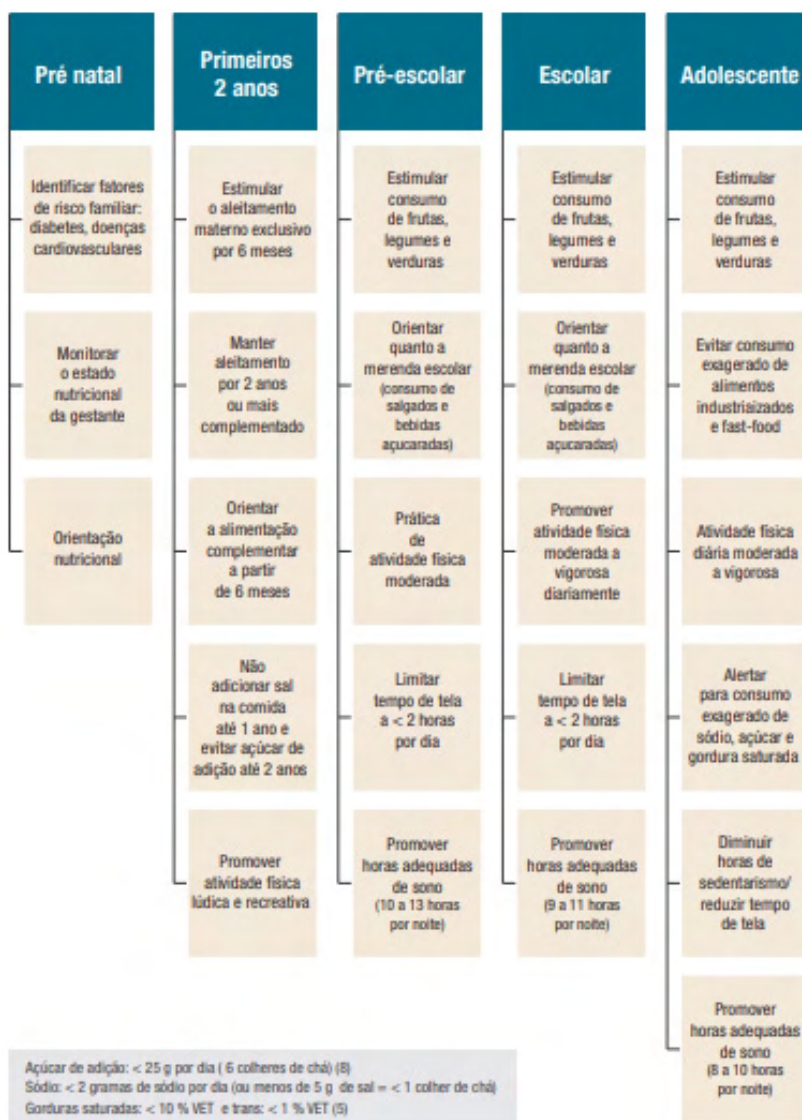 Pré natal
Identificar fatores
de risco familiar:
diabetes, doenças
cardiovasculares
Monitorar
o estado
nutricional
da gestante
Orientação
nutricional
Primeiros
2 anos
Estimular
o aleitamento
materno exclusivo
por 6 meses
Manter
aleitamento
por 2 anos
ou mais
complementado
Orientar
a alimentação
complementar
a partir
de 6 meses
Não
adicionar sal
na comida
até 1 ano e
evitar açúcar de
adição até 2 anos
Promover
atividade física
lúdica e recreativa
Pré-escolar
Estimular
consumo
de frutas,
legumes e
verduras
Orientar
quanto a
merenda escolar
(consumo de
salgados e
bebidas
açucaradas)
Prática
de
atividade física
moderada
Limitar
tempo de tela
a < 2 horas
por dia
Promover
horas adequadas
de sono
(10 a 13 horas
por noite)
Escolar
Estimular
consumo
de frutas,
legumes e
verduras
Orientar
quanto a
merenda escolar
(consumo de
salgados e
bebidas
açucaradas)
Promover
atividade física
moderada a
vigorosa
diariamente
Limitar
tempo de tela
a < 2 horas
por dia
Promover
horas adequadas
de sono
(9 a 11 horas
por noite)
Adolescente
Estimular
consumo
de frutas,
legumes e
verduras
Evitar consumo
exagerado de
alimentos
industriaizados
e fast-food
Atividade física
diária moderada
a vigorosa
Alertar
para consumo
exagerado de
sódio, açúcar e
gordura saturada
Diminuir
horas de
sedentarismo/
reduzir tempo
de tela
Promover
horas adequadas
de sono
(8 a 10 horas
por noite)
Açúcar de adição: < 25 g por dia ( 6 colheres de chá) (8)
Sódio: < 2 gramas de sódio por dia (ou menos de 5 g de sal = < 1 colher de chá)
Gorduras saturadas: < 10 % VET e trans: < 1 % VET (5)